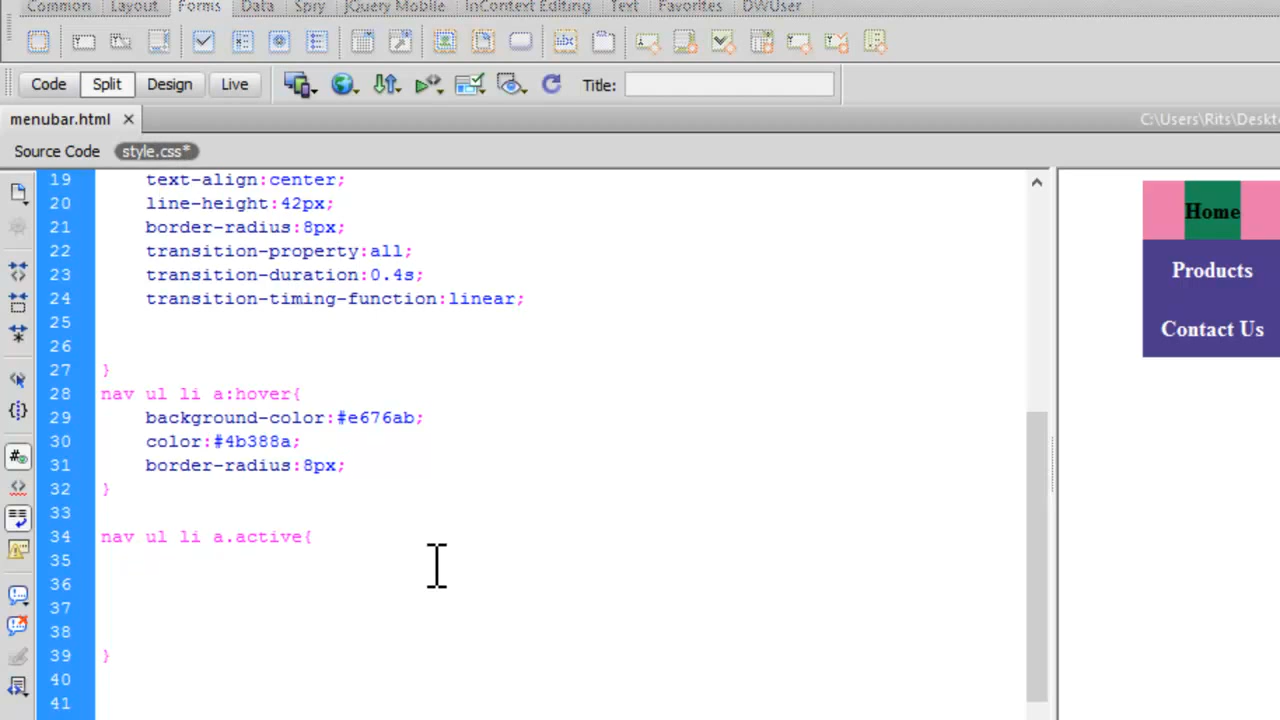 Common Layout Forms Data Spry jQuery Mobile InContext Editing Text Favorites DWUser
Code Split Design Live Title:
menubar.html ×
C:\Users\Rits\Deskto
Source Code style.css*
19 text-align:center;
20 line-height:42px;
21 border-radius:8px;
22 transition-property:all;
23 transition-duration:0.4s;
24 transition-timing-function:linear;
25
26
27 }
28 nav ul li a:hover{
29 background-color:#e676ab;
30 color:#4b388a;
31 border-radius:8px;
32 }
33
34 nav ul li a.active{
35
36
37
38
39 }
40
41
Home
Products
Contact Us